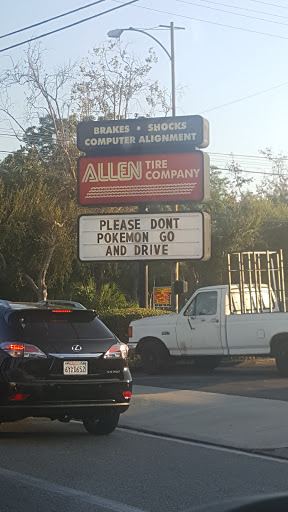 BRAKES • SHOCKS
COMPUTER ALIGNMENT
ALLEN TIRE
COMPANY
PLEASE DONT
POKEMON GO
AND DRIVE